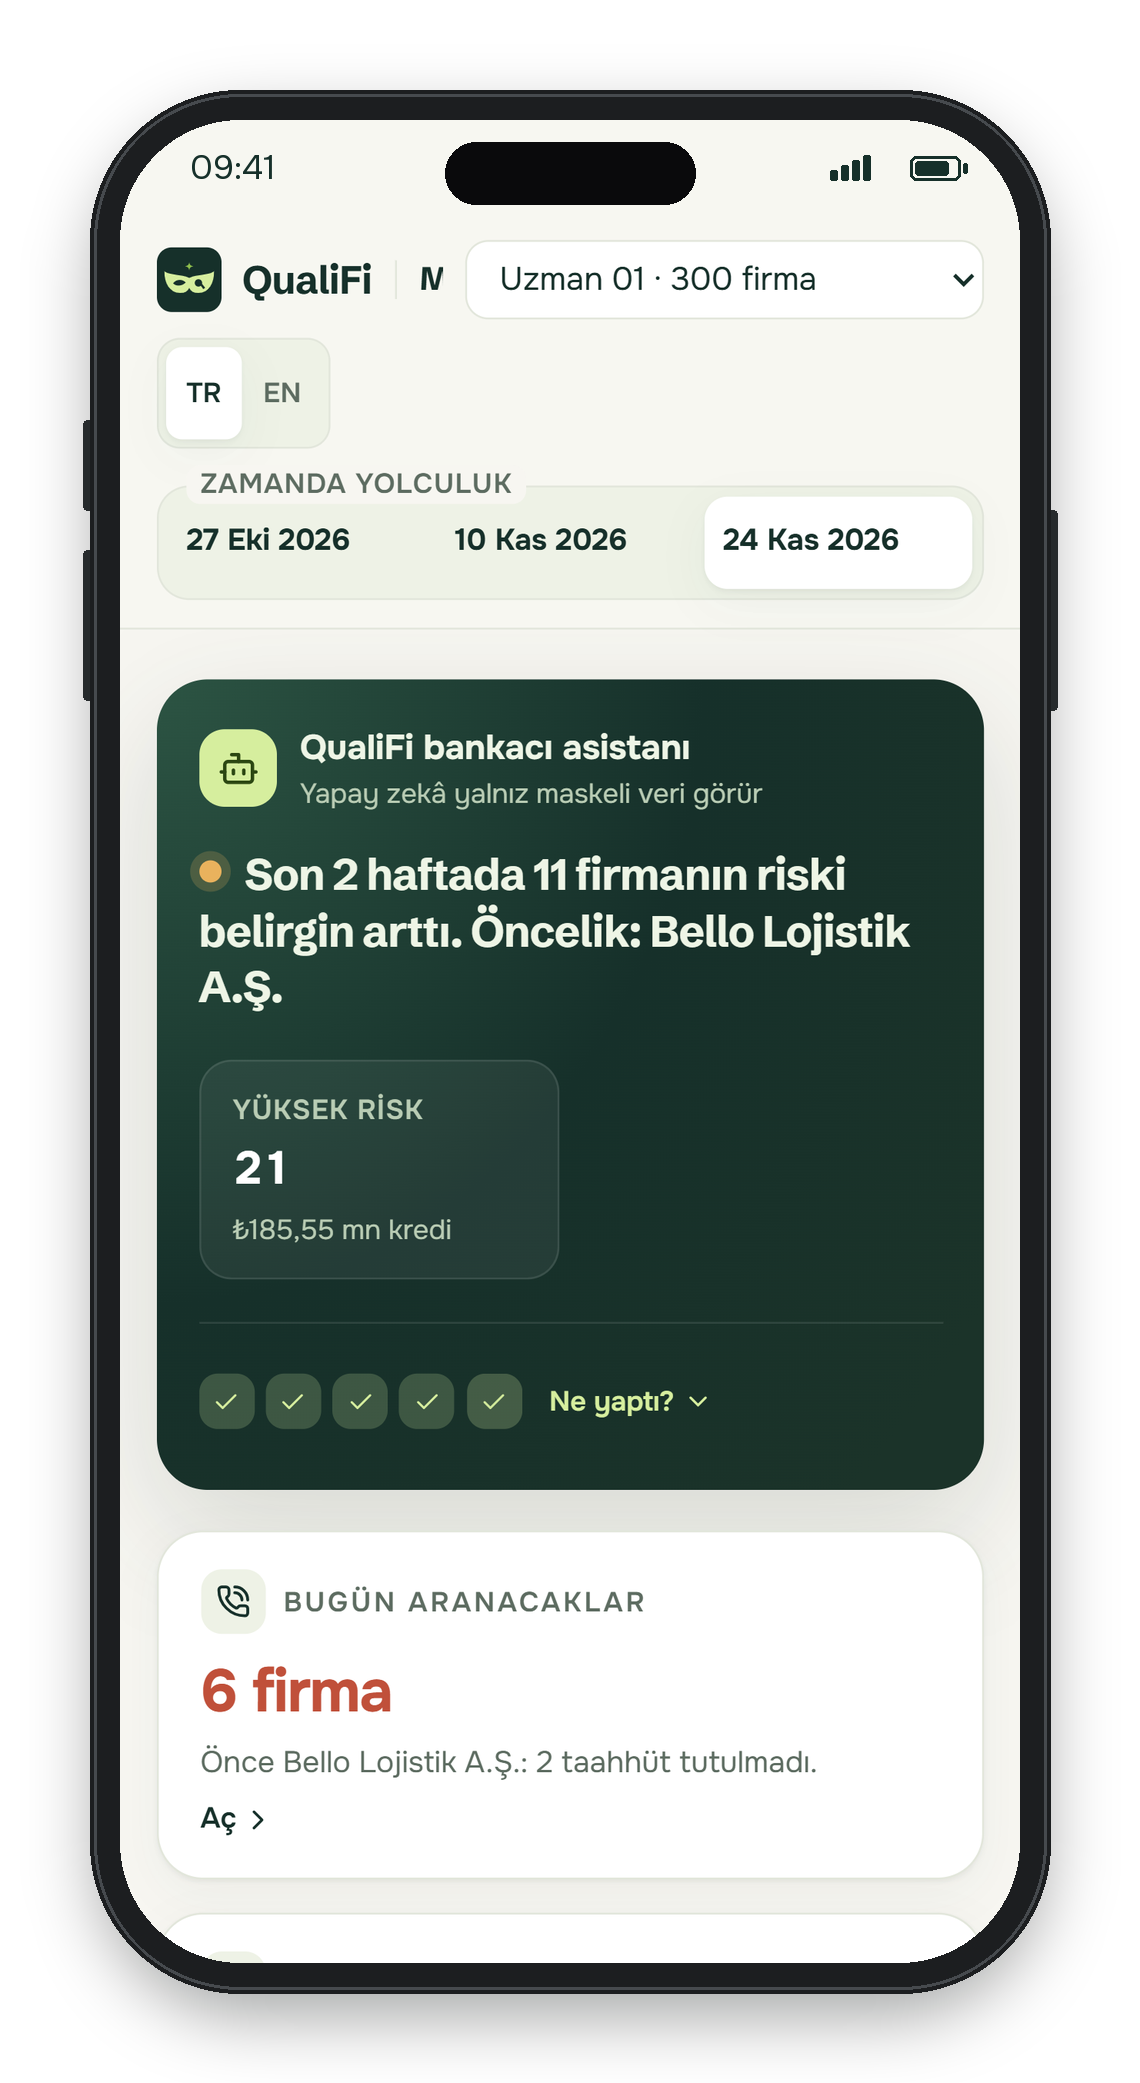 09:41
QualiFi
Uzman 01 · 300 firma
TR EN
ZAMANDA YOLCULUK
27 Eki 2026 10 Kas 2026 24 Kas 2026
QualiFi bankacı asistanı
Yapay zekâ yalnız maskeli veri görür
Son 2 haftada 11 firmanın riski
belirgin arttı. Öncelik: Bello Lojistik
A.Ş.
YÜKSEK RİSK
21
₺185,55 mn kredi
Ne yaptı?
BUGÜN ARANACAKLAR
6 firma
Önce Bello Lojistik A.Ş.: 2 taahhüt tutulmadı.
Aç